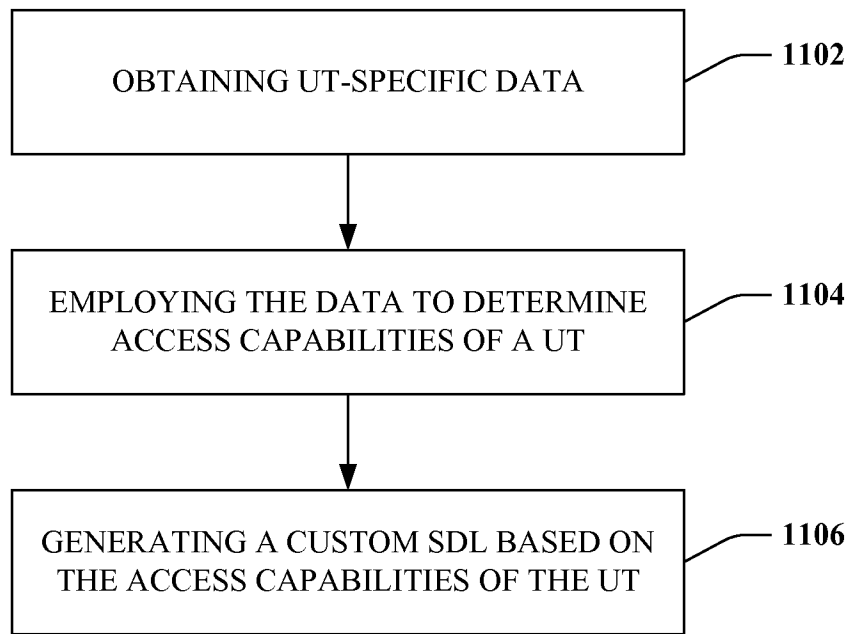 OBTAINING UT-SPECIFIC DATA
1102
EMPLOYING THE DATA TO DETERMINE
ACCESS CAPABILITIES OF A UT
1104
GENERATING A CUSTOM SDL BASED ON
THE ACCESS CAPABILITIES OF THE UT
1106